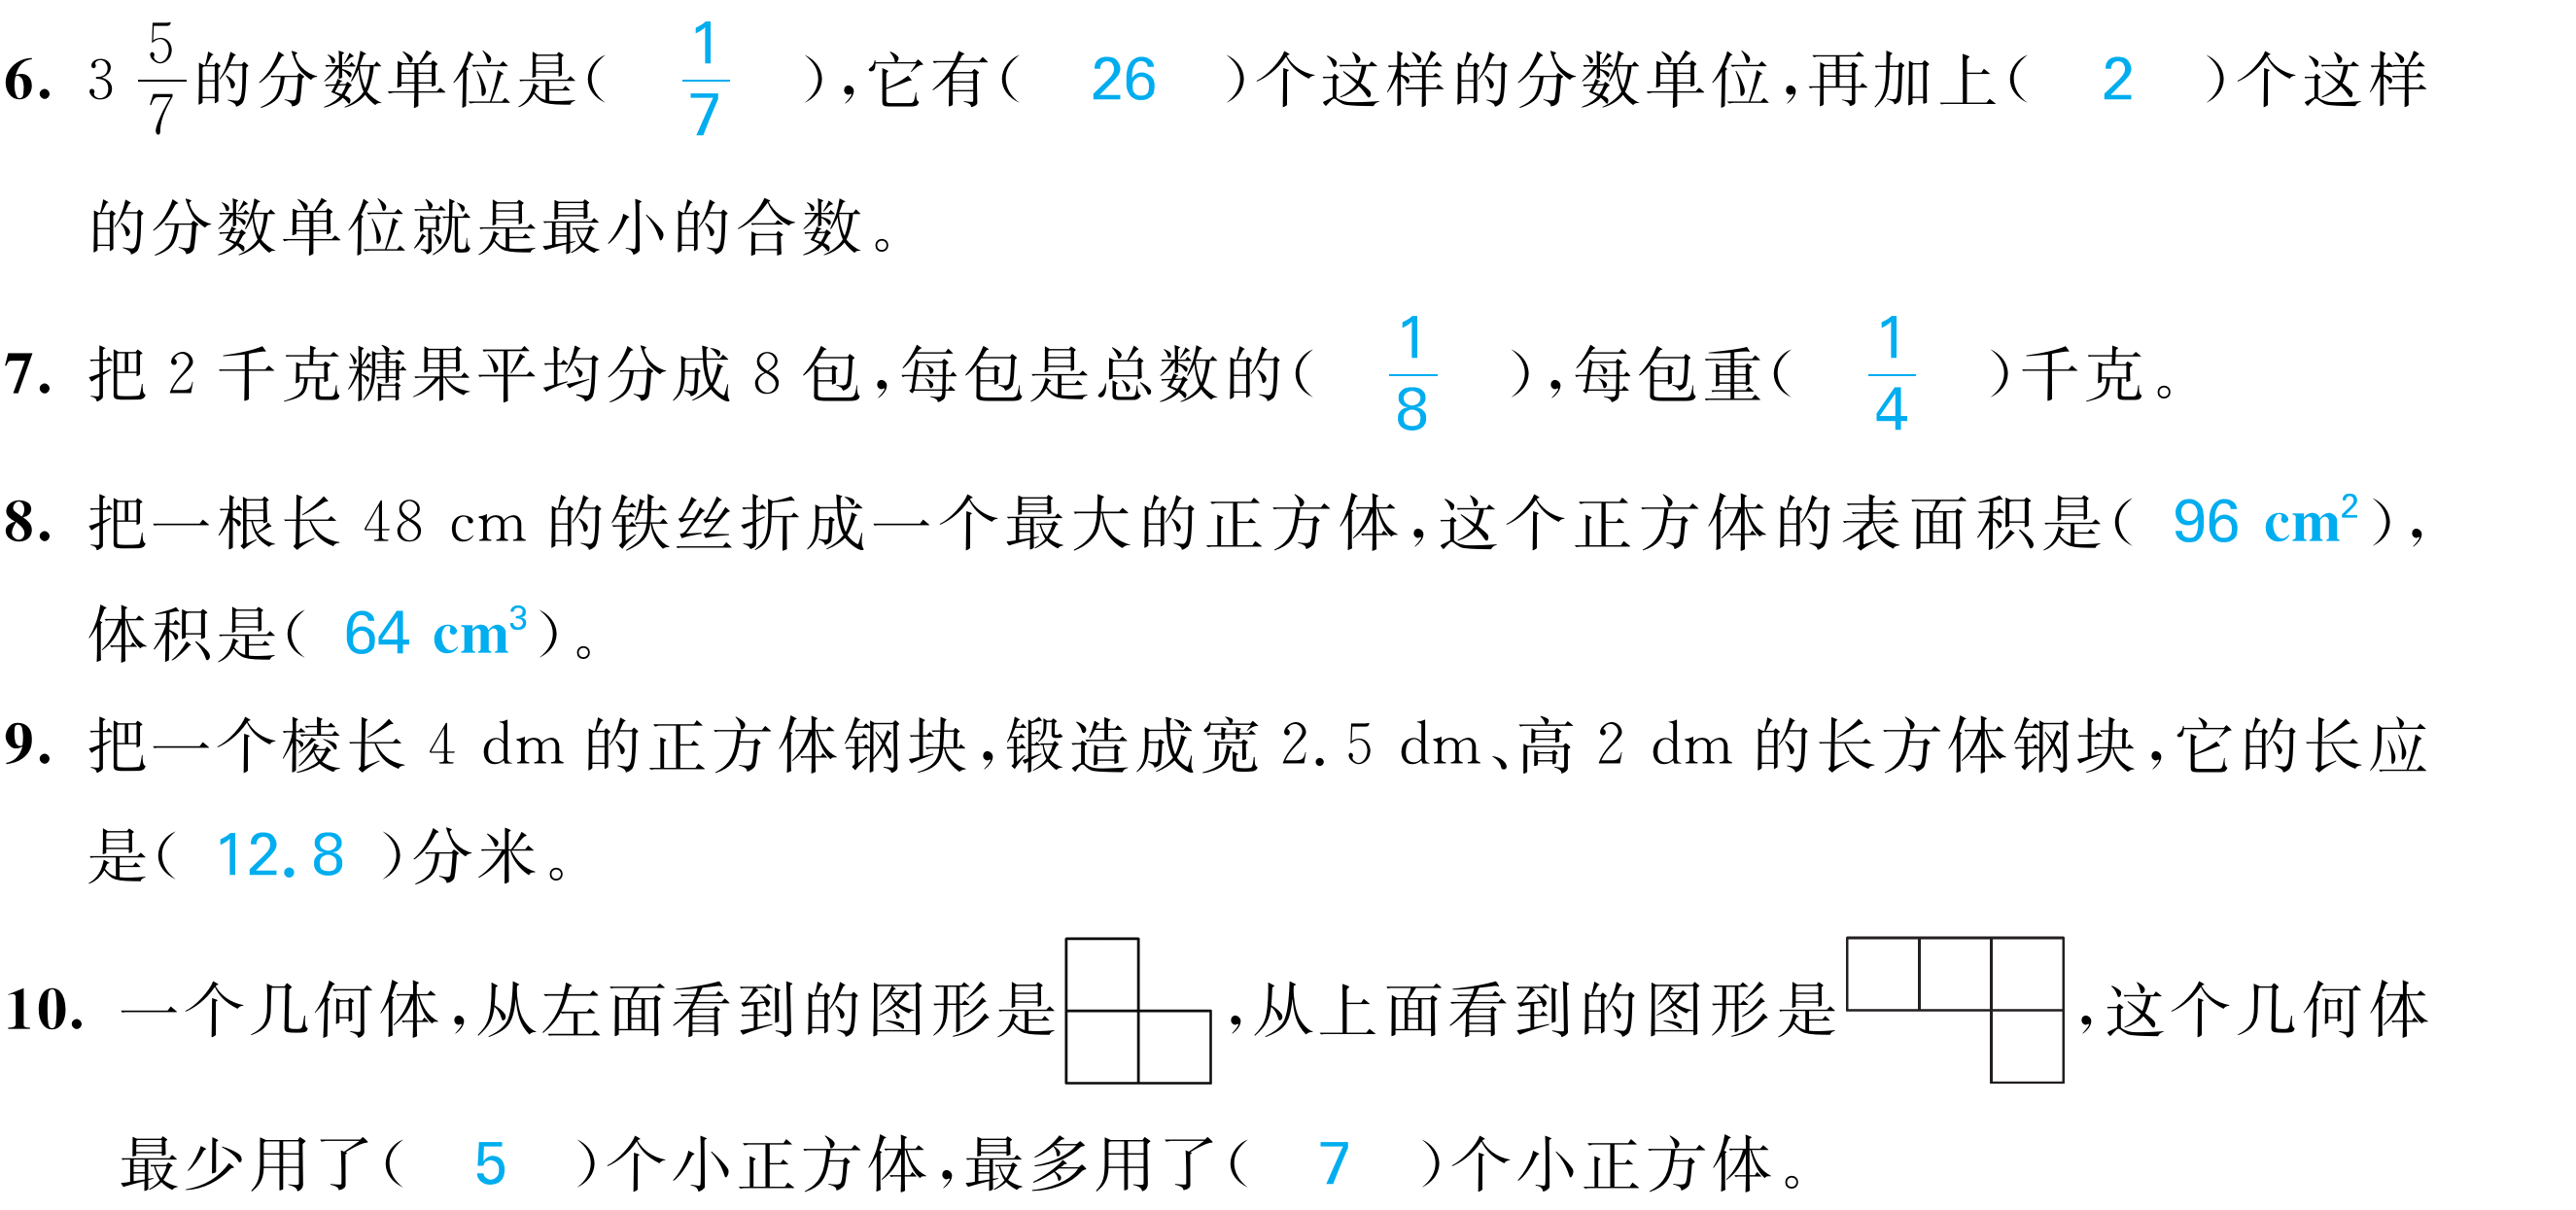 6. 3 5/7 的分数单位是( 1/7 ),它有( 26 )个这样的分数单位,再加上( 2 )个这样
的分数单位就是最小的合数。
7. 把 2 千克糖果平均分成 8 包,每包是总数的( 1/8 ),每包重( 1/4 )千克。
8. 把一根长 48 cm 的铁丝折成一个最大的正方体,这个正方体的表面积是( 96 cm²),
体积是( 64 cm³)。
9. 把一个棱长 4 dm 的正方体钢块,锻造成宽 2.5 dm、高 2 dm 的长方体钢块,它的长应
是( 12.8 )分米。
10. 一个几何体,从左面看到的图形是 ,从上面看到的图形是 ,这个几何体
最少用了( 5 )个小正方体,最多用了( 7 )个小正方体。